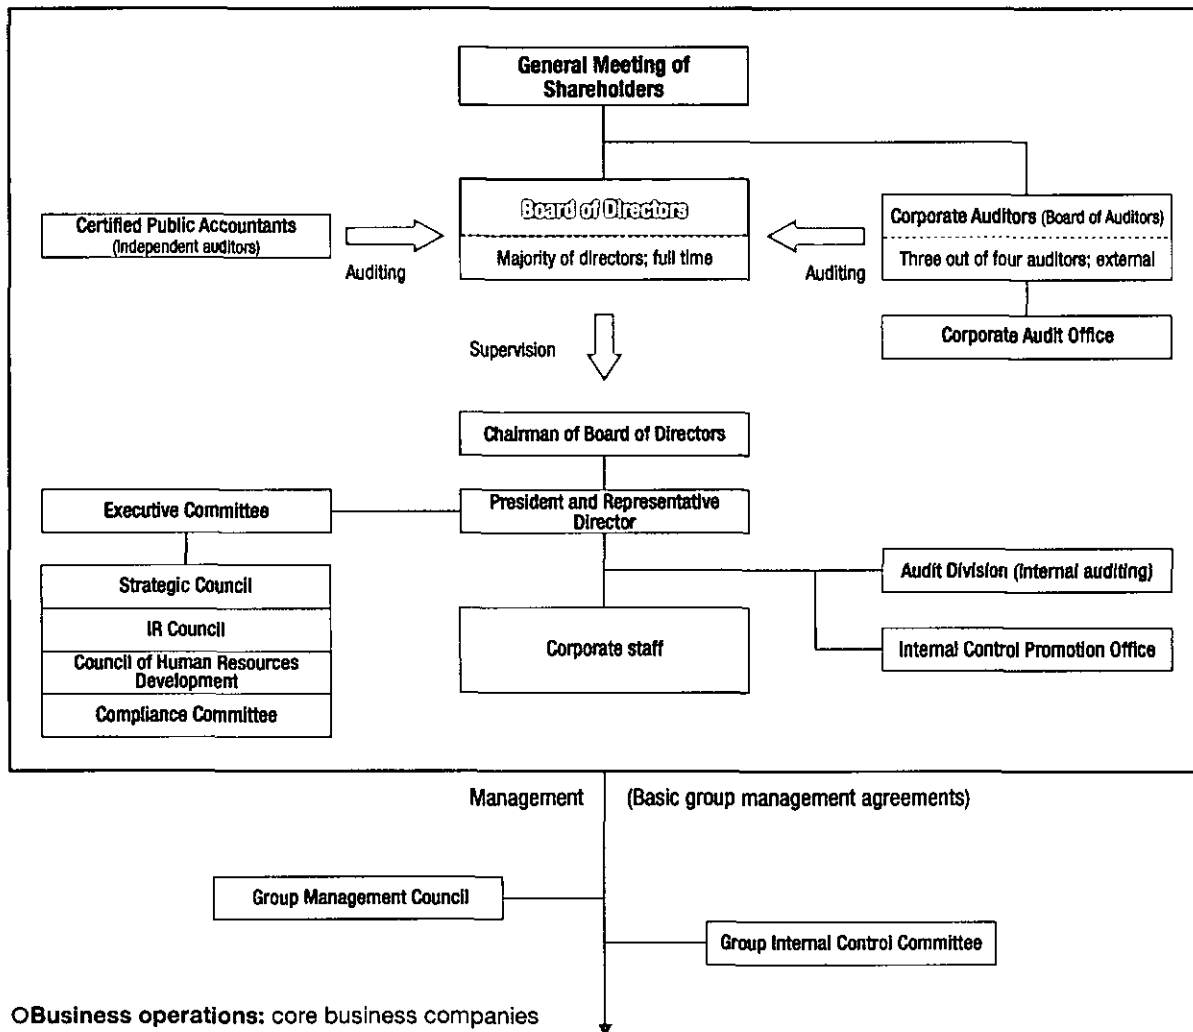 General Meeting of
Shareholders
Board of Directors
Majority of directors; full time
Certified Public Accountants
(Independent auditors)
Auditing
Auditing
Corporate Auditors (Board of Auditors)
Three out of four auditors; external
Corporate Audit Office
Supervision
Chairman of Board of Directors
President and Representative
Director
Executive Committee
Strategic Council
IR Council
Council of Human Resources
Development
Compliance Committee
Corporate staff
Audit Division (Internal auditing)
Internal Control Promotion Office
Management (Basic group management agreements)
Group Management Council
Group Internal Control Committee
○Business operations: core business companies